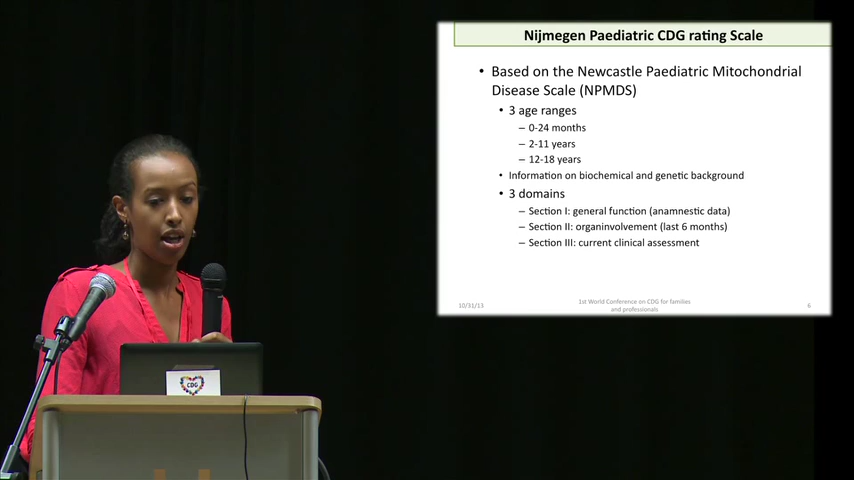 Nijmegen Paediatric CDG rating Scale
• Based on the Newcastle Paediatric Mitochondrial
Disease Scale (NPMDS)
• 3 age ranges
– 0-24 months
– 2-11 years
– 12-18 years
• Information on biochemical and genetic background
• 3 domains
– Section I: general function (anamnestic data)
– Section II: organinvolvement (last 6 months)
– Section III: current clinical assessment
10/31/13
1st World Conference on CDG for families
and professionals
6
CDG